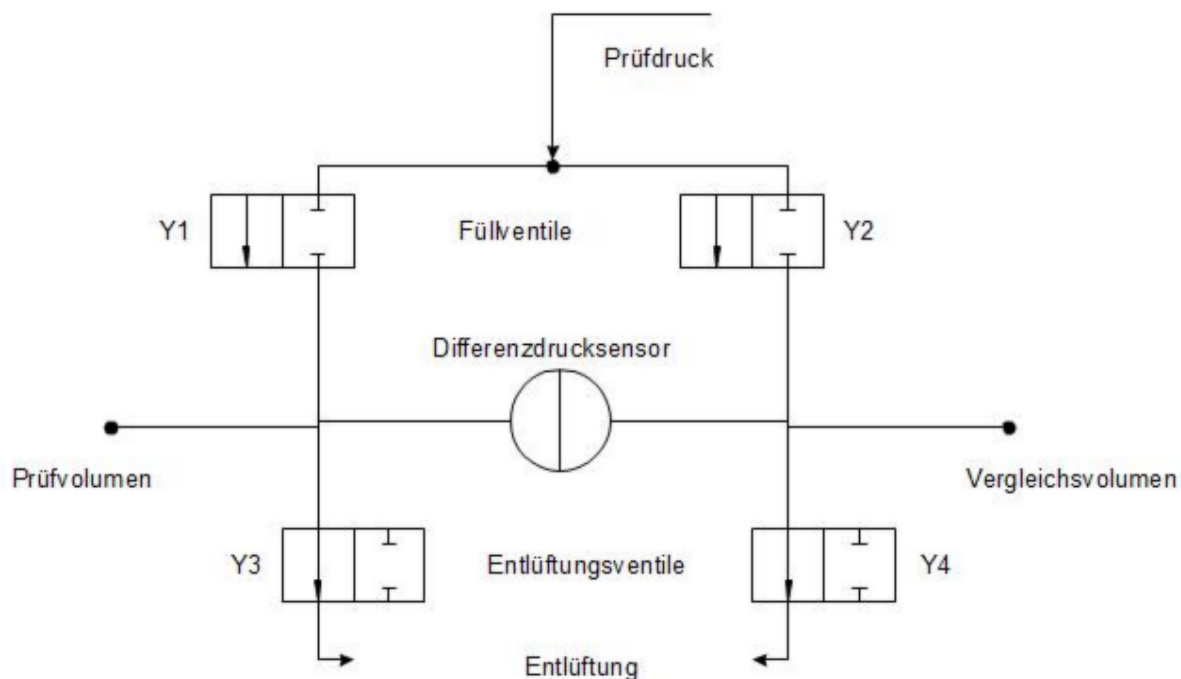 Prüfdruck
Y1
Füllventile
Y2
Differenzdrucksensor
Prüfvolumen
Vergleichsvolumen
Y3
Entlüftungsventile
Y4
Entlüftung